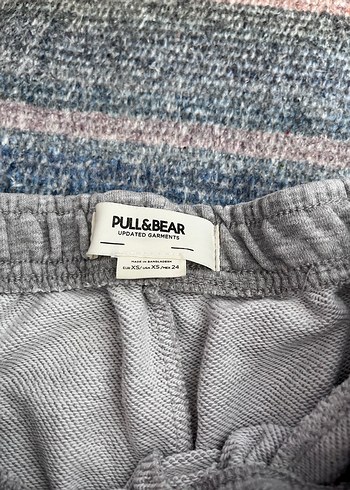 PULL&BEAR
UPDATED GARMENTS
MADE IN BANGLADESH
EUR XS/USA XS/MEX 24